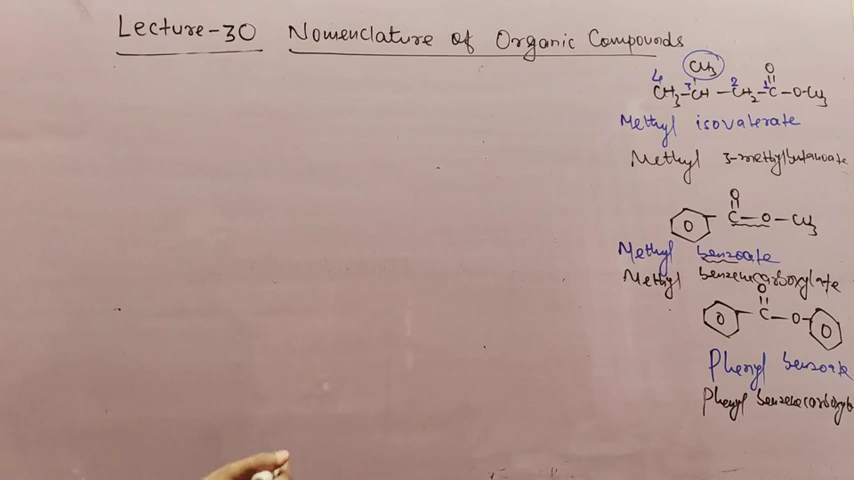 Lecture-30 Nomenclature of Organic Compounds
CH3
4 3 2 1 O
CH3-CH-CH2-C-O-CH3
Methyl isovalerate
Methyl 3-methylbutanoate
O
C-O-CH3
Methyl benzoate
Methyl benzenecarboxylate
O
C-O-
Phenyl benzoate
Phenyl benzenecarboxyla